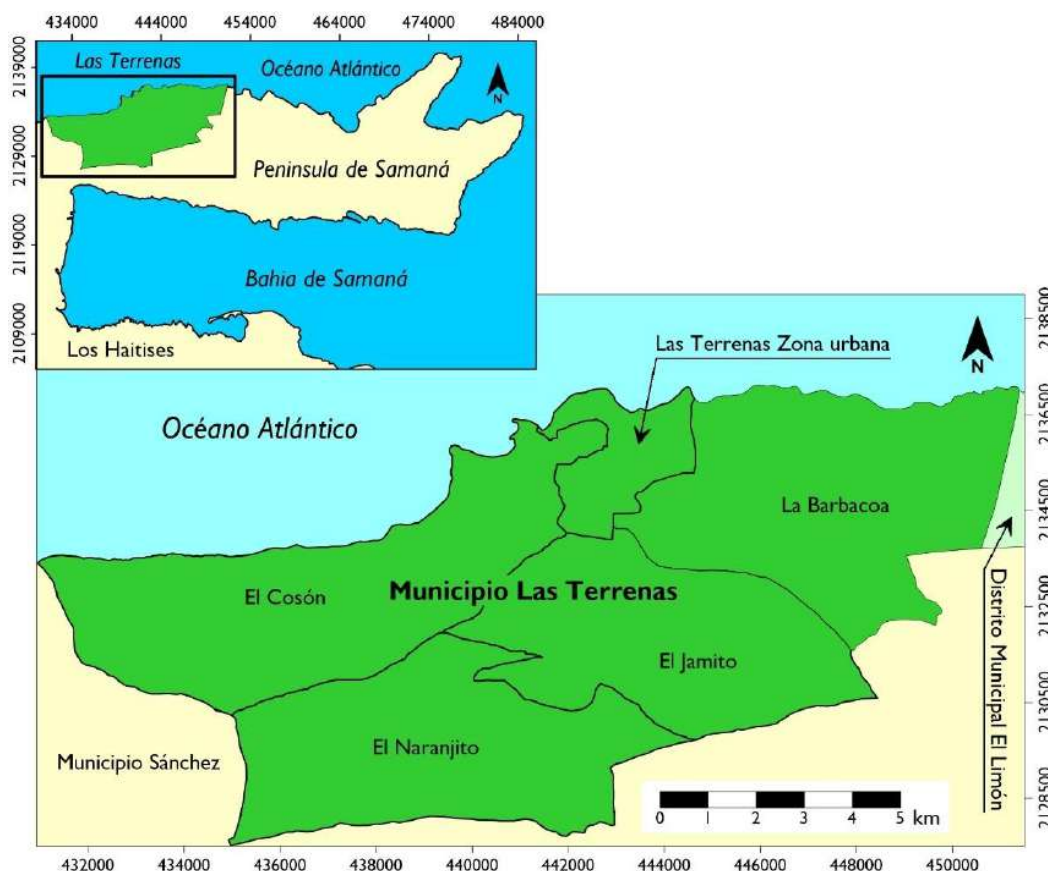 434000 444000 454000 464000 474000 484000
2139000
2129000
2119000
2109000
Las Terrenas
Océano Atlántico
N
Peninsula de Samaná
Bahia de Samaná
Los Haitises
2138500
2136500
2134500
2132500
2130500
2128500
Las Terrenas Zona urbana
N
Océano Atlántico
La Barbacoa
El Cosón
Municipio Las Terrenas
El Jamito
Distrito Municipal El Limón
El Naranjito
Municipio Sánchez
0 1 2 3 4 5 km
432000 434000 436000 438000 440000 442000 444000 446000 448000 450000